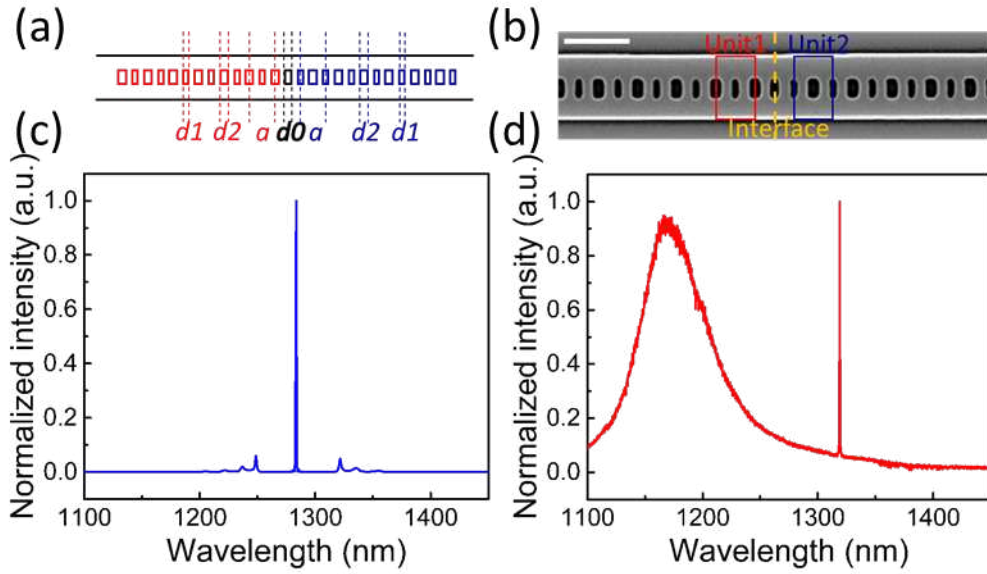 (a)
d1 d2 a d0 a d2 d1
(b)
Unit1 Unit2
Interface
(c)
Normalized intensity (a.u.)
1.0
0.8
0.6
0.4
0.2
0.0
1100 1200 1300 1400
Wavelength (nm)
(d)
Normalized intensity (a.u.)
1.0
0.8
0.6
0.4
0.2
0.0
1100 1200 1300 1400
Wavelength (nm)